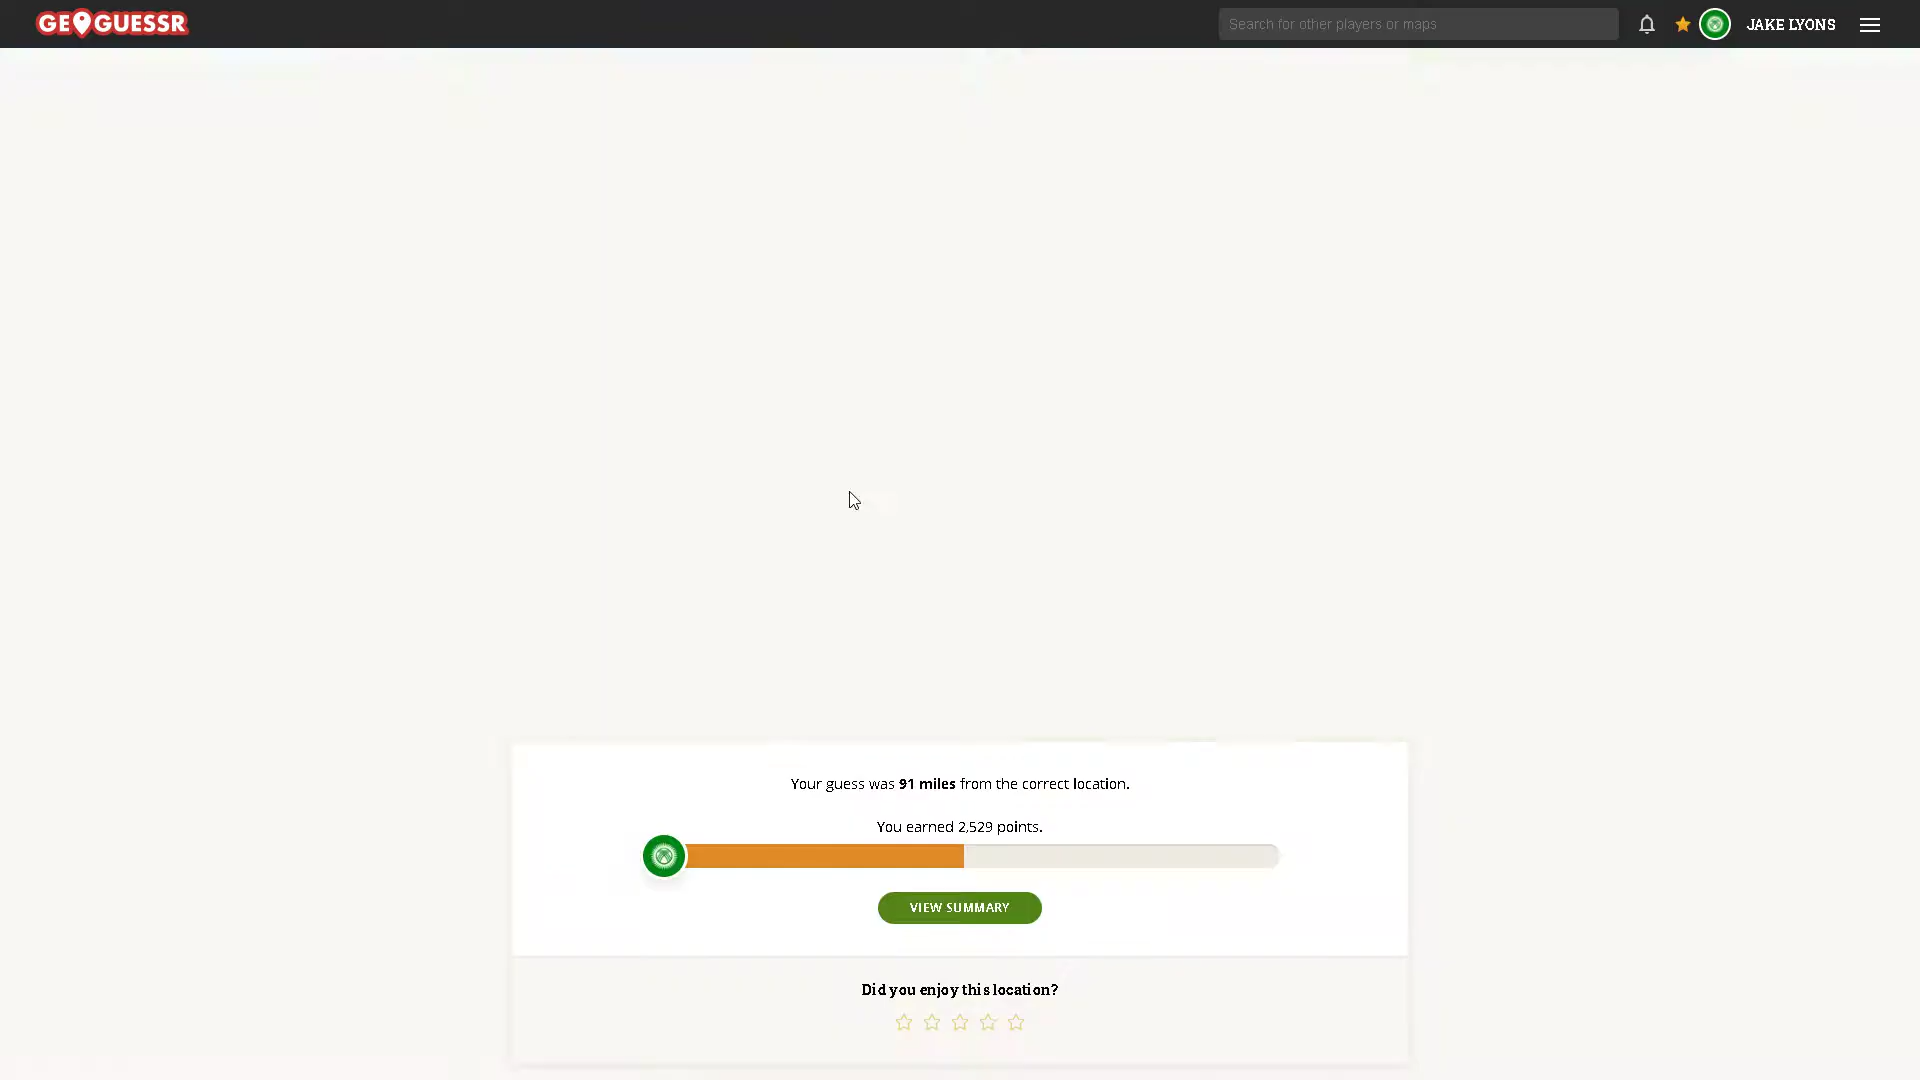 GEOGUESSR
Search for other players or maps
JAKE LYONS
Your guess was 91 miles from the correct location.
You earned 2,529 points.
VIEW SUMMARY
Did you enjoy this location?